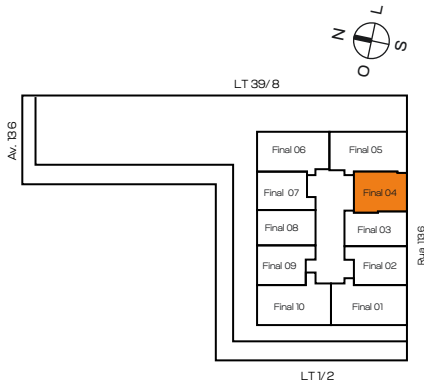 L
N
S
O
LT 39/8
Av. 136
Final 06
Final 05
Final 07
Final 04
Final 08
Final 03
Rua 1136
Final 09
Final 02
Final 10
Final 01
LT 1/2